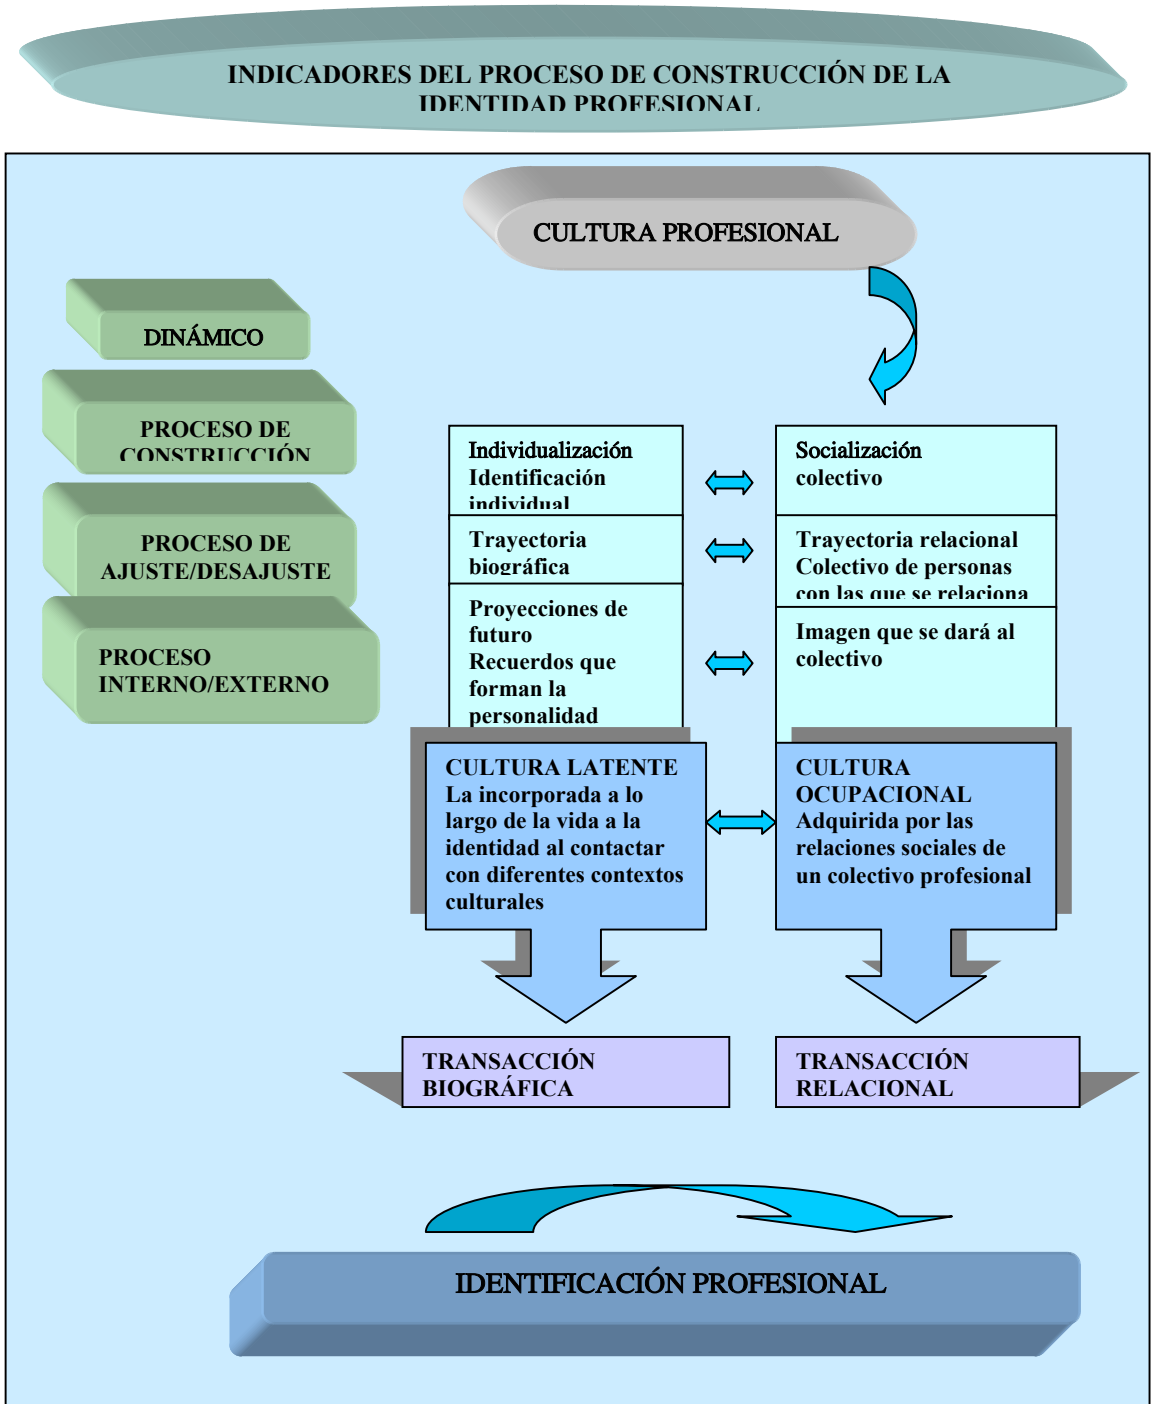 INDICADORES DEL PROCESO DE CONSTRUCCIÓN DE LA
IDENTIDAD PROFESIONAL
CULTURA PROFESIONAL
DINÁMICO
PROCESO DE
CONSTRUCCIÓN
PROCESO DE
AJUSTE/DESAJUSTE
PROCESO
INTERNO/EXTERNO
Individualización
Identificación
individual
Socialización
colectivo
Trayectoria
biográfica
Trayectoria relacional
Colectivo de personas
con las que se relaciona
Proyecciones de
futuro
Recuerdos que
forman la
personalidad
Imagen que se dará al
colectivo
CULTURA LATENTE
La incorporada a lo
largo de la vida a la
identidad al contactar
con diferentes contextos
culturales
CULTURA
OCUPACIONAL
Adquirida por las
relaciones sociales de
un colectivo profesional
TRANSACCIÓN
BIOGRÁFICA
TRANSACCIÓN
RELACIONAL
IDENTIFICACIÓN PROFESIONAL